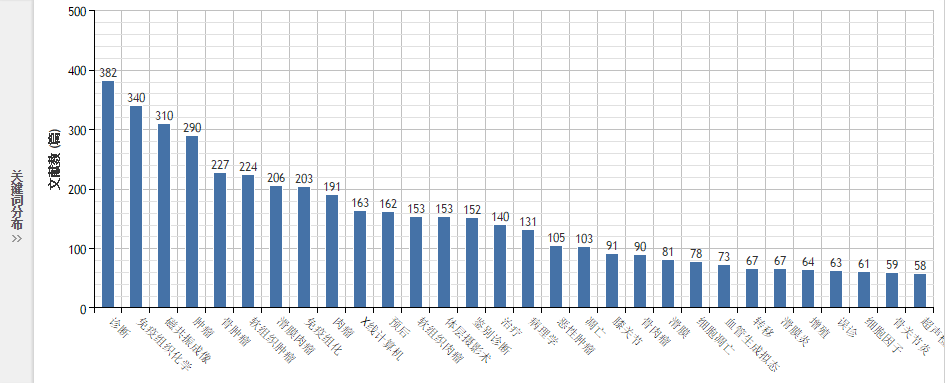 关键词分布 >>
文献数 (篇)
500
400
300
200
100
0
382
340
310
290
227
224
206
203
191
163
162
153
153
152
140
131
105
103
91
90
81
78
73
67
67
64
63
61
59
58
诊断
免疫组织化学
磁共振成像
肿瘤
骨肿瘤
软组织肿瘤
滑膜肉瘤
免疫组化
肉瘤
X线计算机
预后
软组织肉瘤
体层摄影术
鉴别诊断
治疗
病理学
恶性肿瘤
凋亡
膝关节
骨肉瘤
滑膜
细胞凋亡
血管生成拟态
转移
滑膜炎
增殖
误诊
细胞因子
骨关节炎